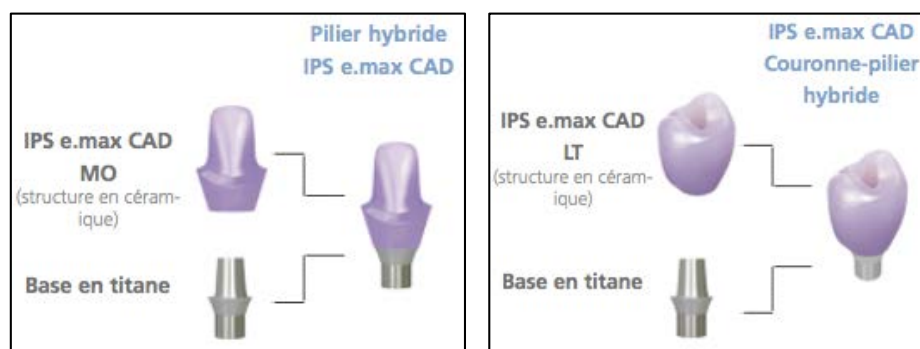 Pilier hybride
IPS e.max CAD
IPS e.max CAD
MO
(structure en céram-
ique)
Base en titane
IPS e.max CAD
Couronne-pilier
hybride
IPS e.max CAD
LT
(structure en céram-
ique)
Base en titane